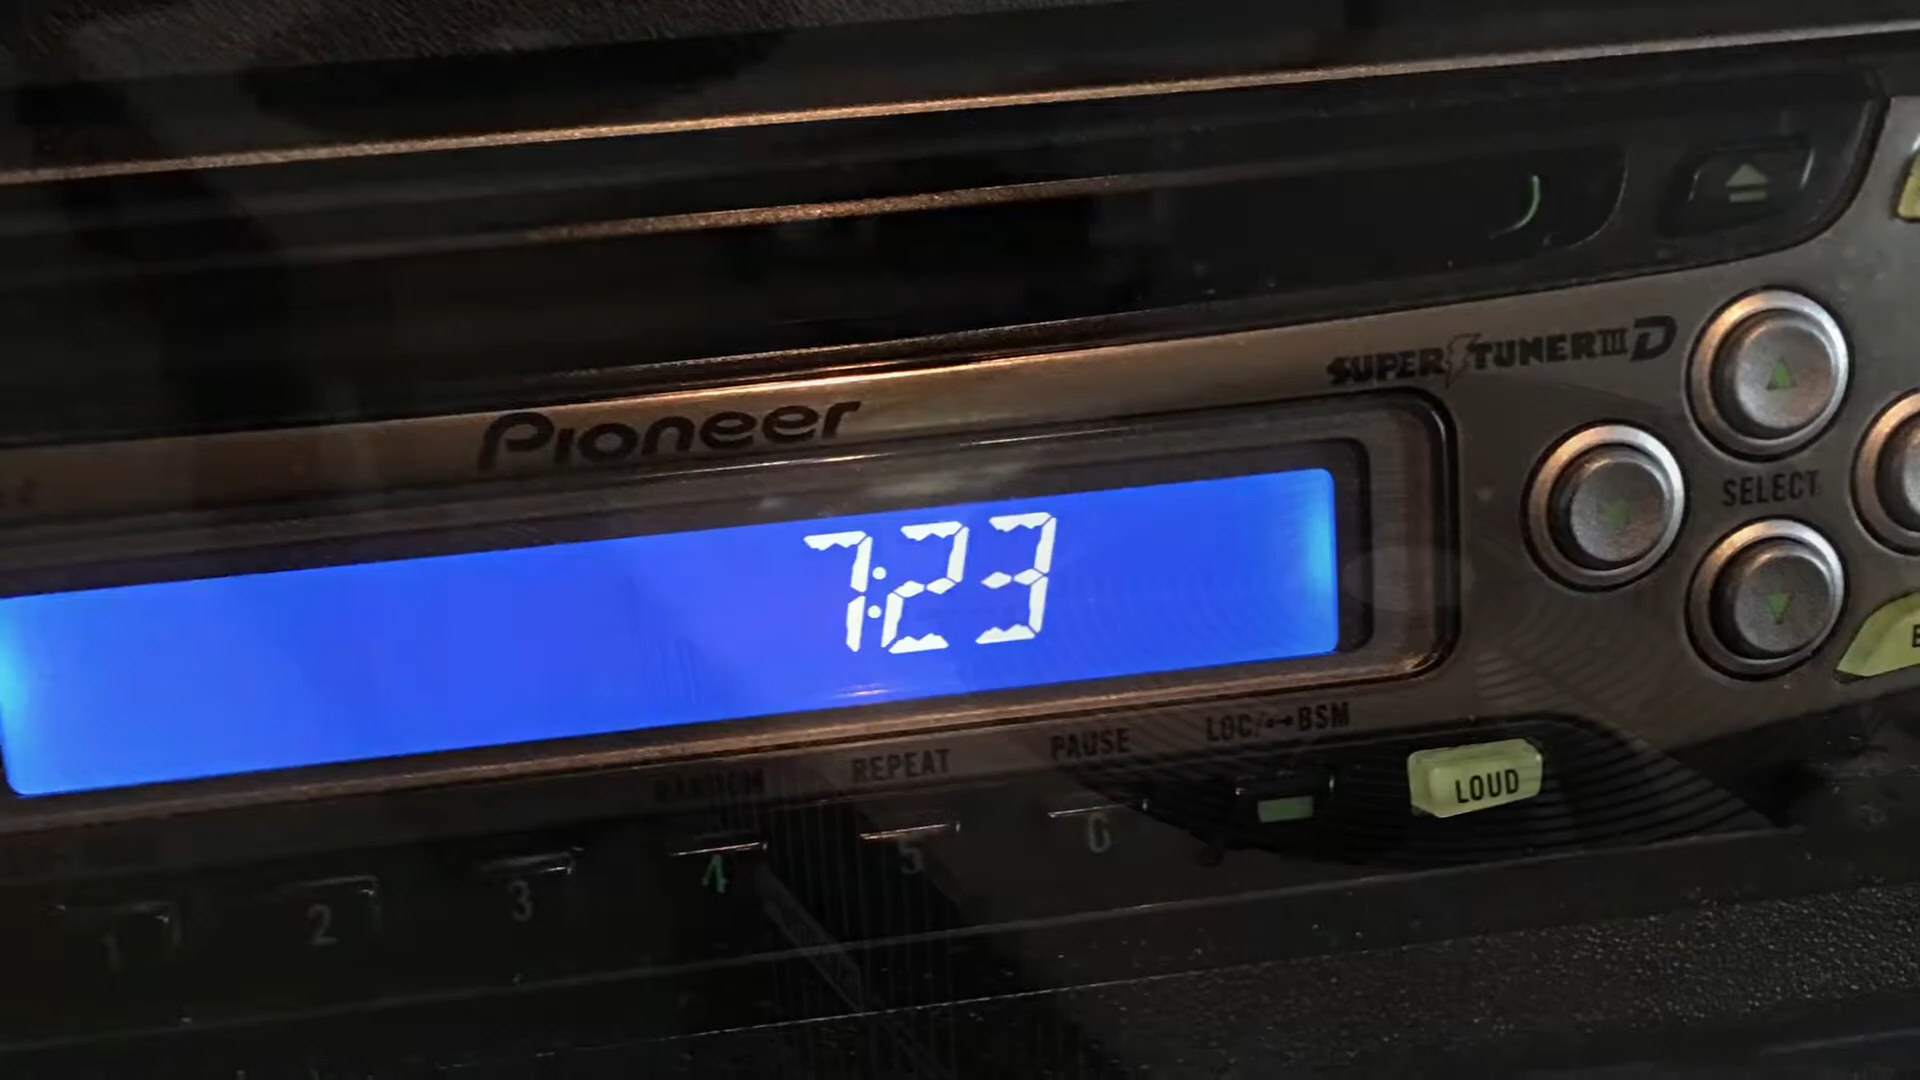 SUPER TUNER III D
Pioneer
SELECT
7:23
LOC/ BSM
PAUSE
REPEAT
RANDOM
LOUD
1 2 3 4 5 6